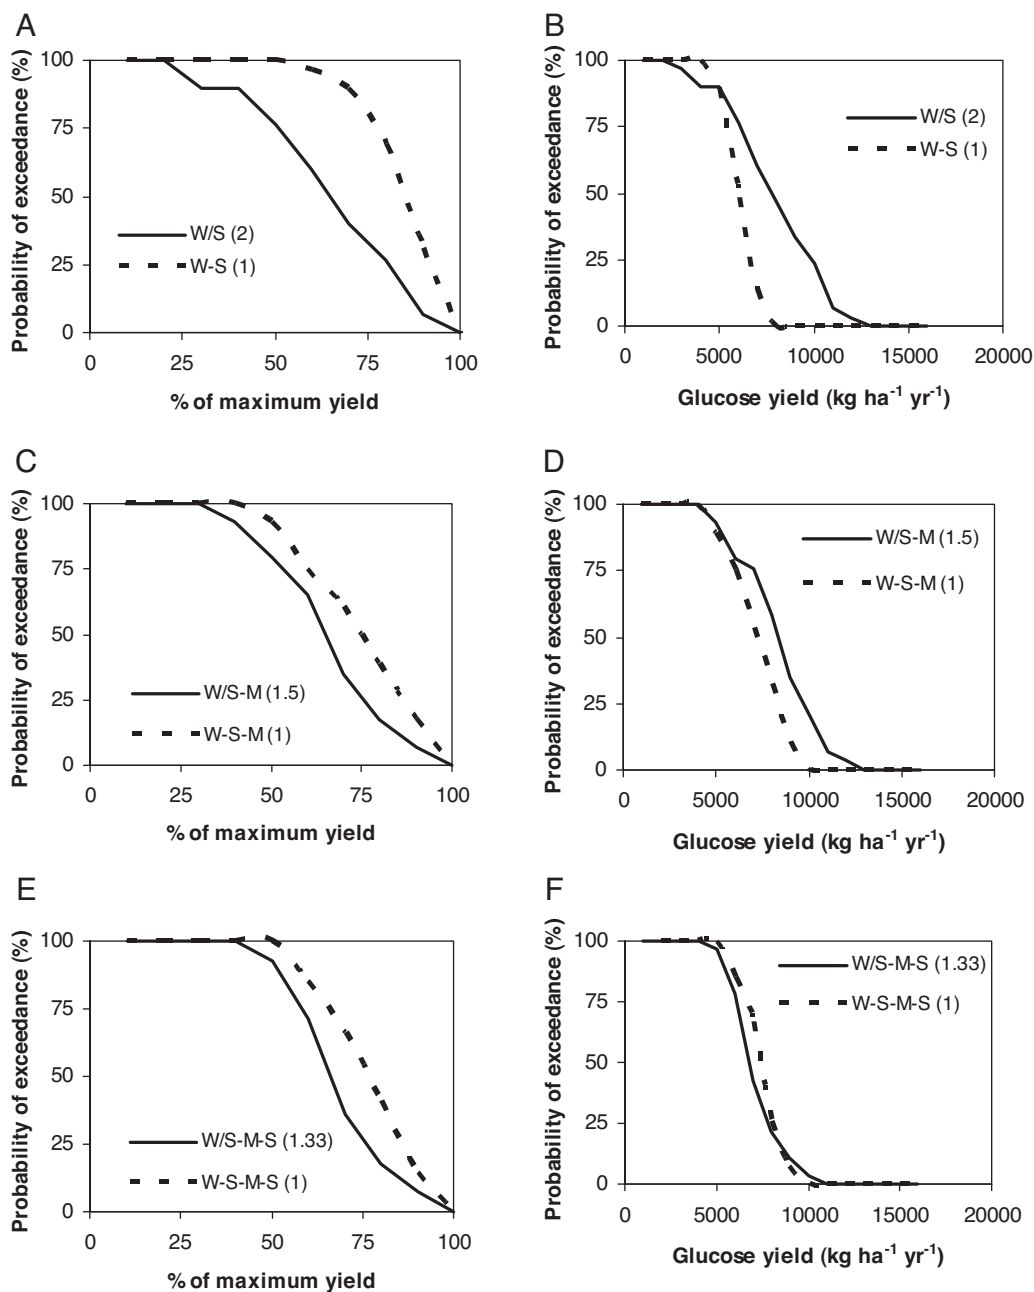 A
Probability of exceedance (%)
100
75
50
25
0
W/S (2)
W-S (1)
0 25 50 75 100
% of maximum yield
B
Probability of exceedance (%)
100
75
50
25
0
W/S (2)
W-S (1)
0 5000 10000 15000 20000
Glucose yield (kg ha⁻¹ yr⁻¹)
C
Probability of exceedance (%)
100
75
50
25
0
W/S-M (1.5)
W-S-M (1)
0 25 50 75 100
% of maximum yield
D
Probability of exceedance (%)
100
75
50
25
0
W/S-M (1.5)
W-S-M (1)
0 5000 10000 15000 20000
Glucose yield (kg ha⁻¹ yr⁻¹)
E
Probability of exceedance (%)
100
75
50
25
0
W/S-M-S (1.33)
W-S-M-S (1)
0 25 50 75 100
% of maximum yield
F
Probability of exceedance (%)
100
75
50
25
0
W/S-M-S (1.33)
W-S-M-S (1)
0 5000 10000 15000 20000
Glucose yield (kg ha⁻¹ yr⁻¹)